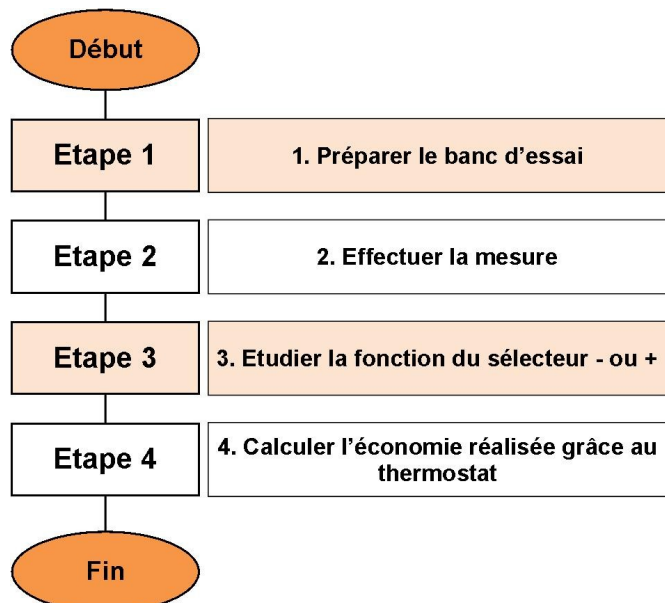 Début
Etape 1
1. Préparer le banc d'essai
Etape 2
2. Effectuer la mesure
Etape 3
3. Etudier la fonction du sélecteur - ou +
Etape 4
4. Calculer l'économie réalisée grâce au
thermostat
Fin